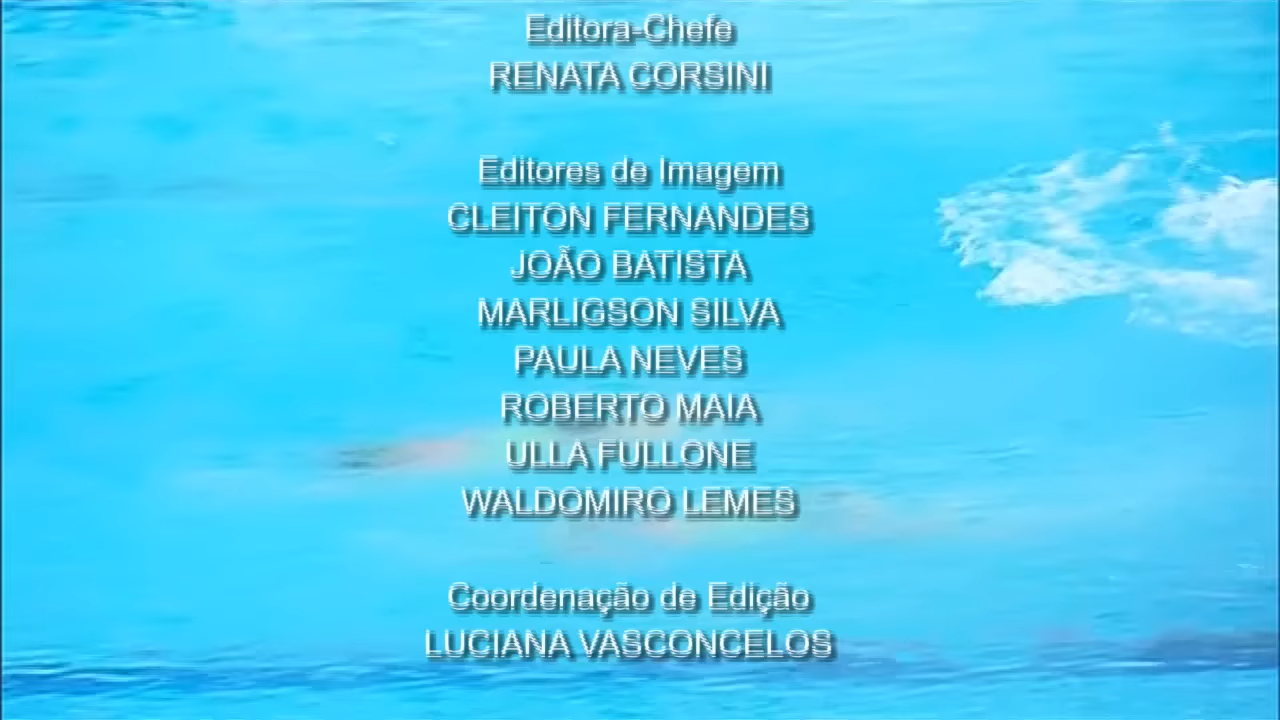 Editora-Chefe
RENATA CORSINI
Editores de Imagem
CLEITON FERNANDES
JOÃO BATISTA
MARLIGSON SILVA
PAULA NEVES
ROBERTO MAIA
ULLA FULLONE
WALDOMIRO LEMES
Coordenação de Edição
LUCIANA VASCONCELOS